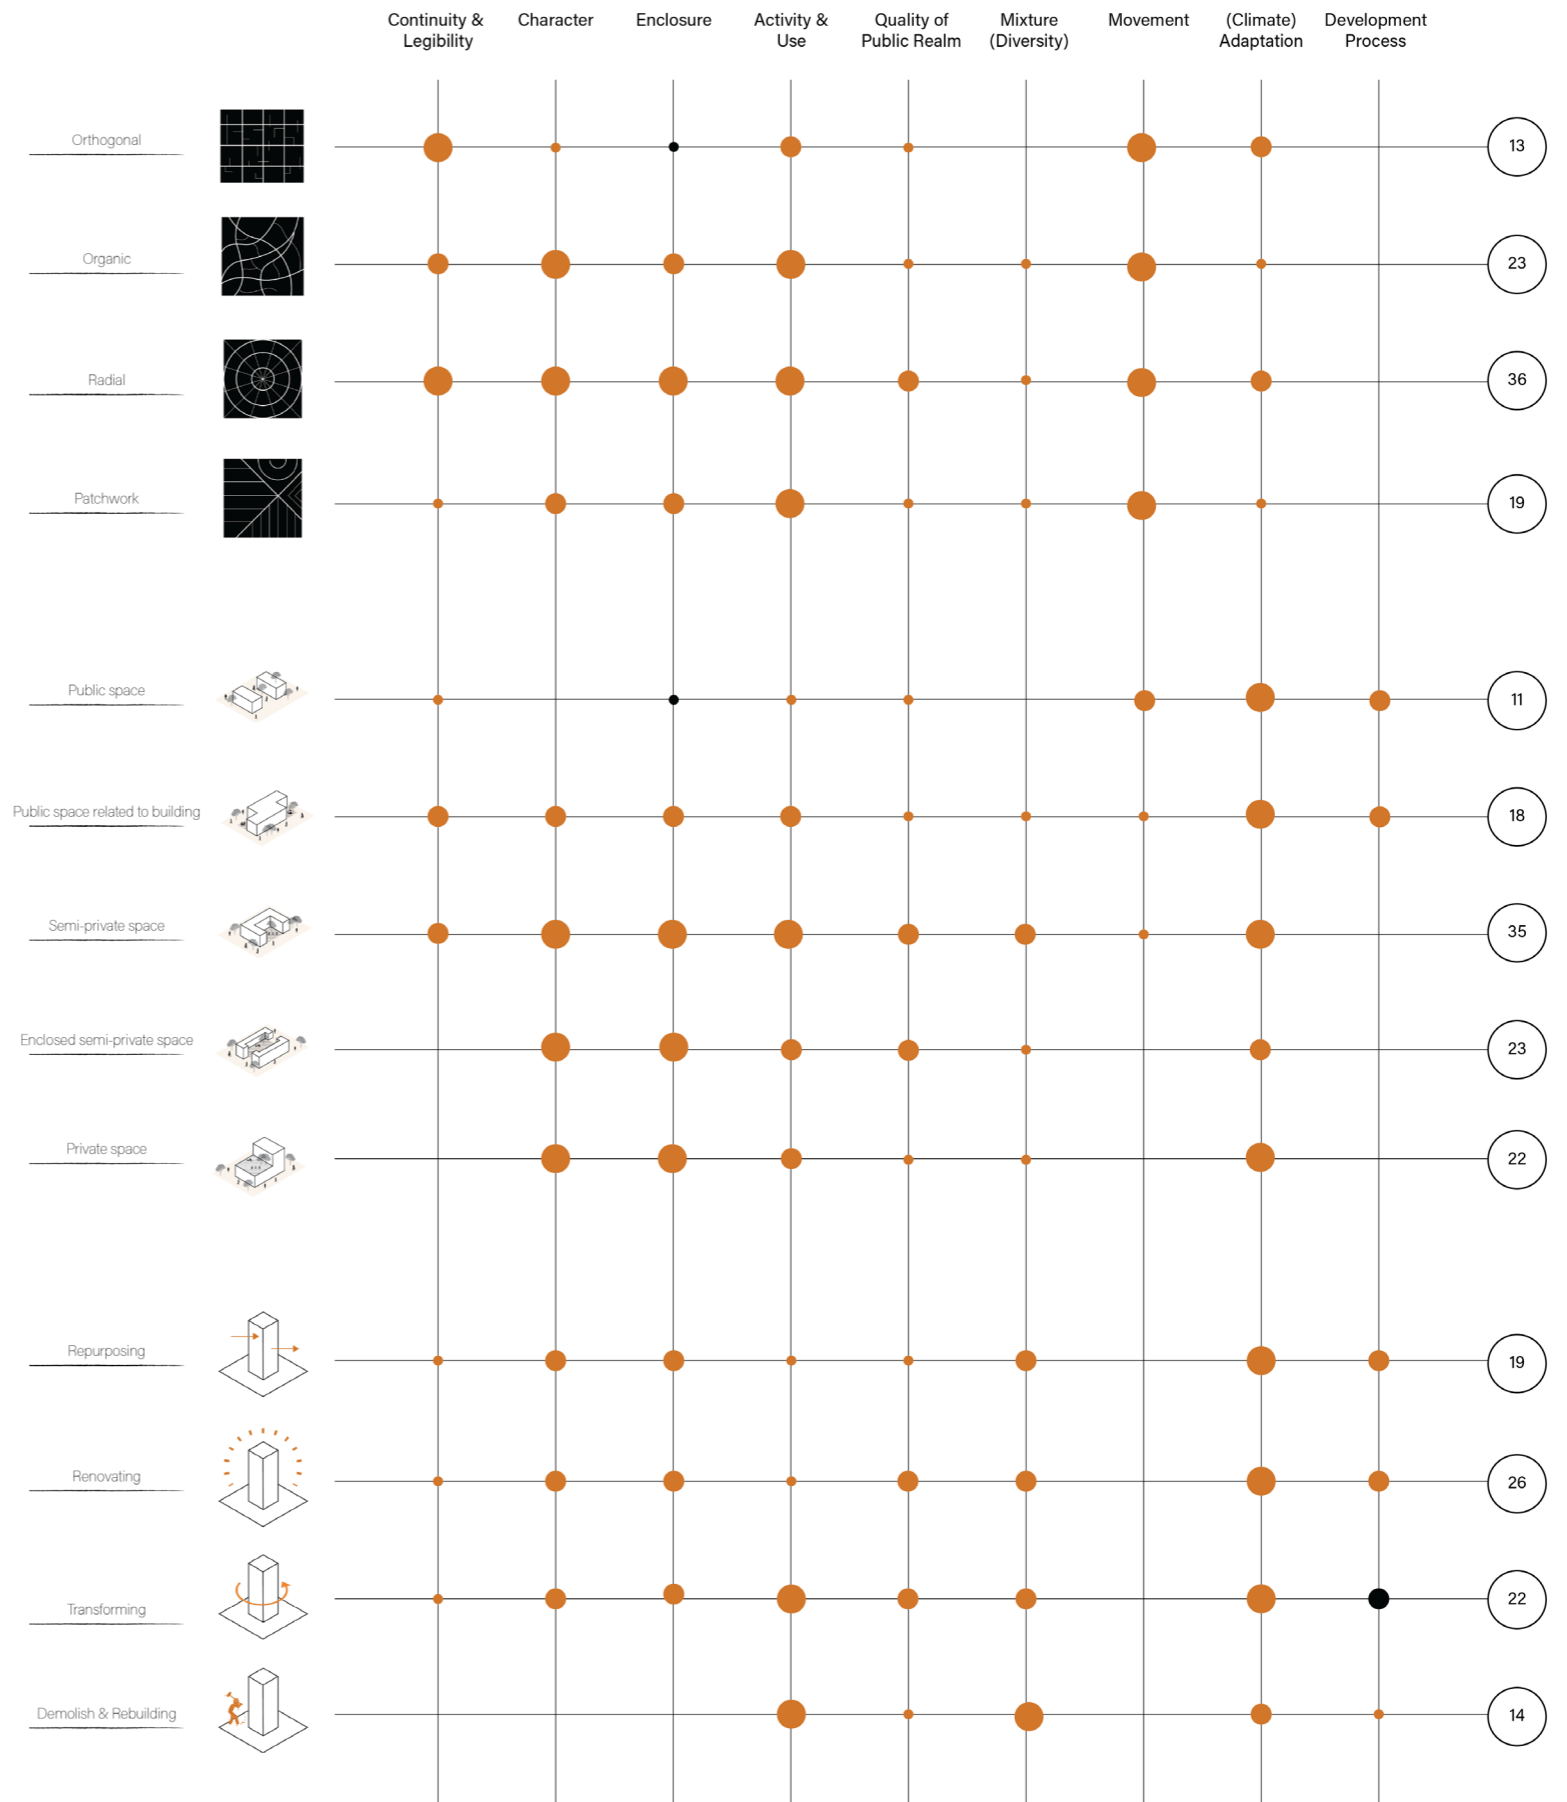 Continuity & Character Enclosure Activity & Quality of Mixture Movement (Climate) Development
Legibility Use Public Realm (Diversity) Adaptation Process
Orthogonal 13
Organic 23
Radial 36
Patchwork 19
Public space 11
Public space related to building 18
Semi-private space 35
Enclosed semi-private space 23
Private space 22
Repurposing 19
Renovating 26
Transforming 22
Demolish & Rebuilding 14